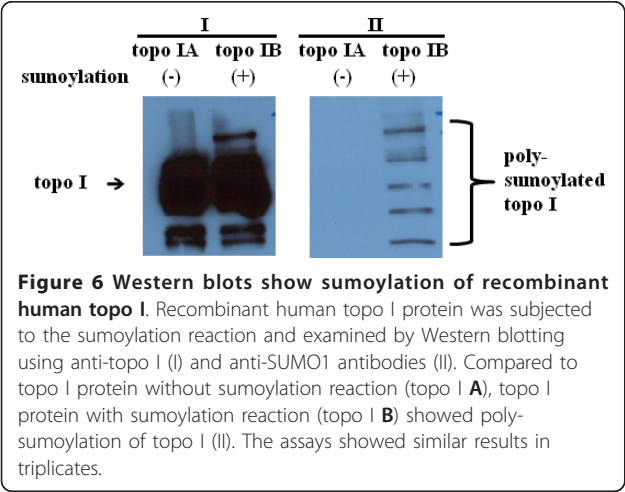 I II
topo IA topo IB topo IA topo IB
sumoylation (-) (+) (-) (+)
topo I → poly-
sumoylated
topo I
Figure 6 Western blots show sumoylation of recombinant
human topo I. Recombinant human topo I protein was subjected
to the sumoylation reaction and examined by Western blotting
using anti-topo I (I) and anti-SUMO1 antibodies (II). Compared to
topo I protein without sumoylation reaction (topo I A), topo I
protein with sumoylation reaction (topo I B) showed poly-
sumoylation of topo I (II). The assays showed similar results in
triplicates.